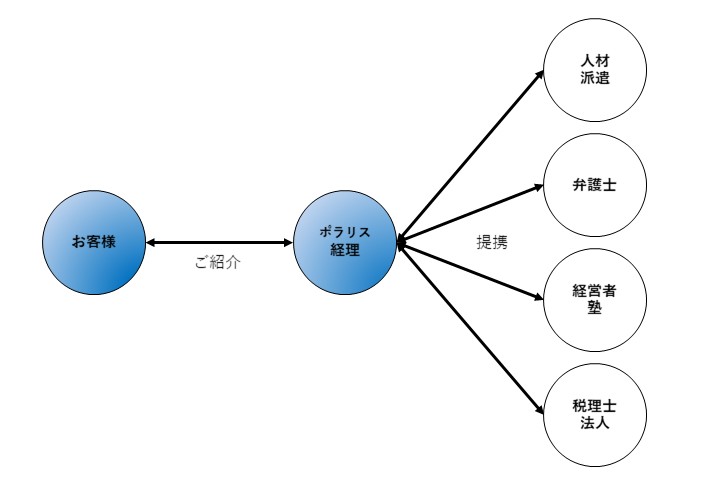 お客様
ご紹介
ポラリス
経理
提携
人材
派遣
弁護士
経営者
塾
税理士
法人